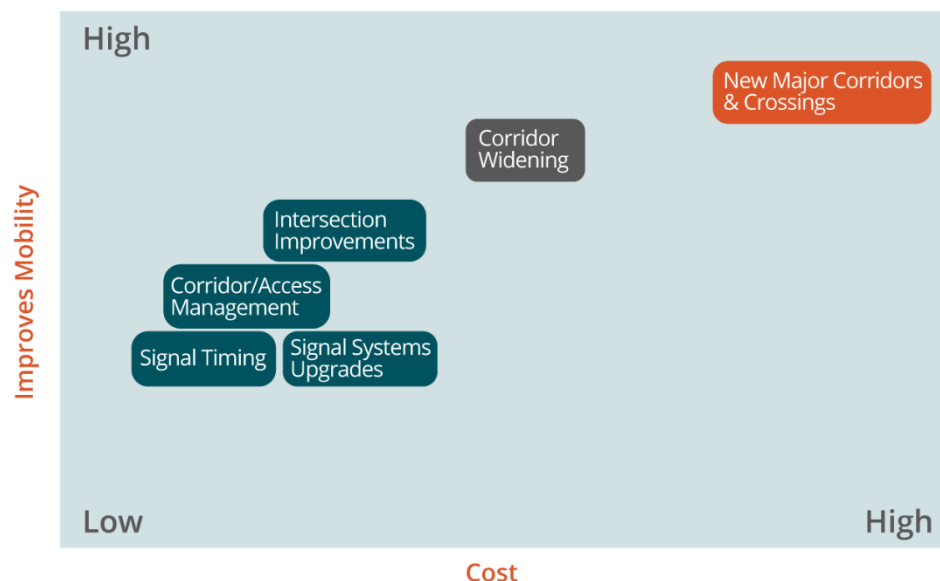 High
New Major Corridors
& Crossings
Corridor
Widening
Intersection
Improvements
Corridor/Access
Management
Signal Timing
Signal Systems
Upgrades
Improves Mobility
Low
High
Cost